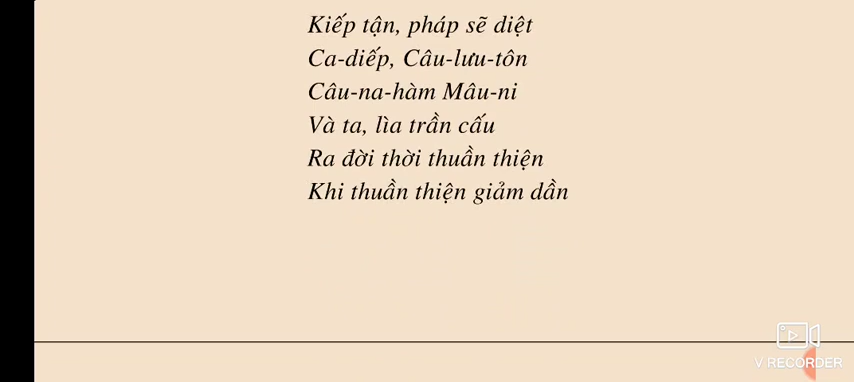 Kiếp tận, pháp sẽ diệt
Ca-diếp, Câu-lưu-tôn
Câu-na-hàm Mâu-ni
Và ta, lìa trần cấu
Ra đời thời thuần thiện
Khi thuần thiện giảm dần
V RECORDER